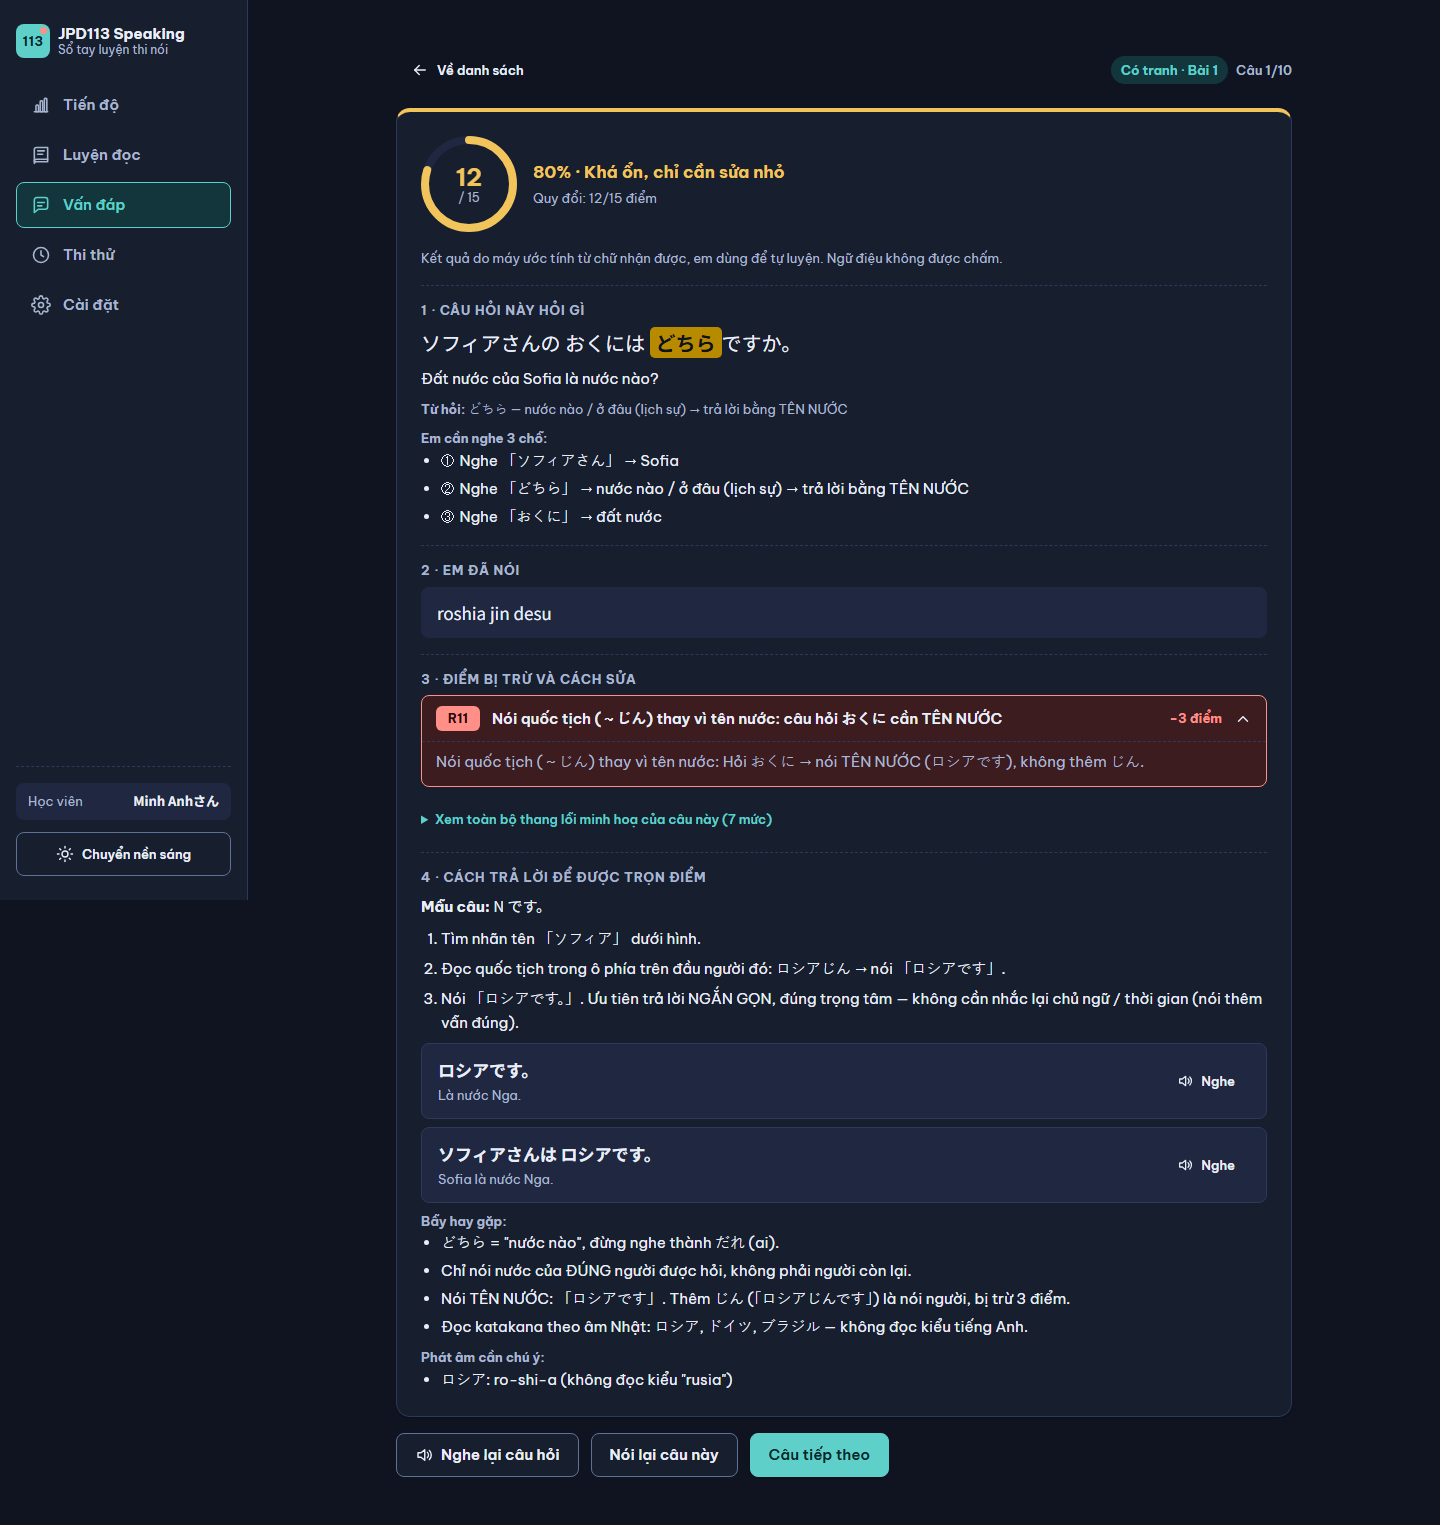 113
JPD113 Speaking
Sổ tay luyện thi nói
Tiến độ
Luyện đọc
Vấn đáp
Thi thử
Cài đặt
Học viên
Minh Anhさん
Chuyển nền sáng
Về danh sách
Có tranh · Bài 1
Câu 1/10
12
/ 15
80% · Khá ổn, chỉ cần sửa nhỏ
Quy đổi: 12/15 điểm
Kết quả do máy ước tính từ chữ nhận được, em dùng để tự luyện. Ngữ điệu không được chấm.
1 · CÂU HỎI NÀY HỎI GÌ
ソフィアさんの おくには どちらですか。
Đất nước của Sofia là nước nào?
Từ hỏi: どちら — nước nào / ở đâu (lịch sự) → trả lời bằng TÊN NƯỚC
Em cần nghe 3 chỗ:
• ① Nghe 「ソフィアさん」 → Sofia
• ② Nghe 「どちら」 → nước nào / ở đâu (lịch sự) → trả lời bằng TÊN NƯỚC
• ③ Nghe 「おくに」 → đất nước
2 · EM ĐÃ NÓI
roshia jin desu
3 · ĐIỂM BỊ TRỪ VÀ CÁCH SỬA
R11 Nói quốc tịch (～じん) thay vì tên nước: câu hỏi おくに cần TÊN NƯỚC −3 điểm
Nói quốc tịch (～じん) thay vì tên nước: Hỏi おくに → nói TÊN NƯỚC (ロシアです), không thêm じん.
Xem toàn bộ thang lỗi minh hoạ của câu này (7 mức)
4 · CÁCH TRẢ LỜI ĐỂ ĐƯỢC TRỌN ĐIỂM
Mẫu câu: N です。
1. Tìm nhãn tên 「ソフィア」 dưới hình.
2. Đọc quốc tịch trong ô phía trên đầu người đó: ロシアじん → nói 「ロシアです」.
3. Nói 「ロシアです。」. Ưu tiên trả lời NGẮN GỌN, đúng trọng tâm — không cần nhắc lại chủ ngữ / thời gian (nói thêm
vẫn đúng).
ロシアです。
Là nước Nga.
Nghe
ソフィアさんは ロシアです。
Sofia là nước Nga.
Nghe
Bẫy hay gặp:
• どちら = "nước nào", đừng nghe thành だれ (ai).
• Chỉ nói nước của ĐÚNG người được hỏi, không phải người còn lại.
• Nói TÊN NƯỚC: 「ロシアです」. Thêm じん (「ロシアじんです」) là nói người, bị trừ 3 điểm.
• Đọc katakana theo âm Nhật: ロシア, ドイツ, ブラジル — không đọc kiểu tiếng Anh.
Phát âm cần chú ý:
• ロシア: ro-shi-a (không đọc kiểu "rusia")
Nghe lại câu hỏi
Nói lại câu này
Câu tiếp theo